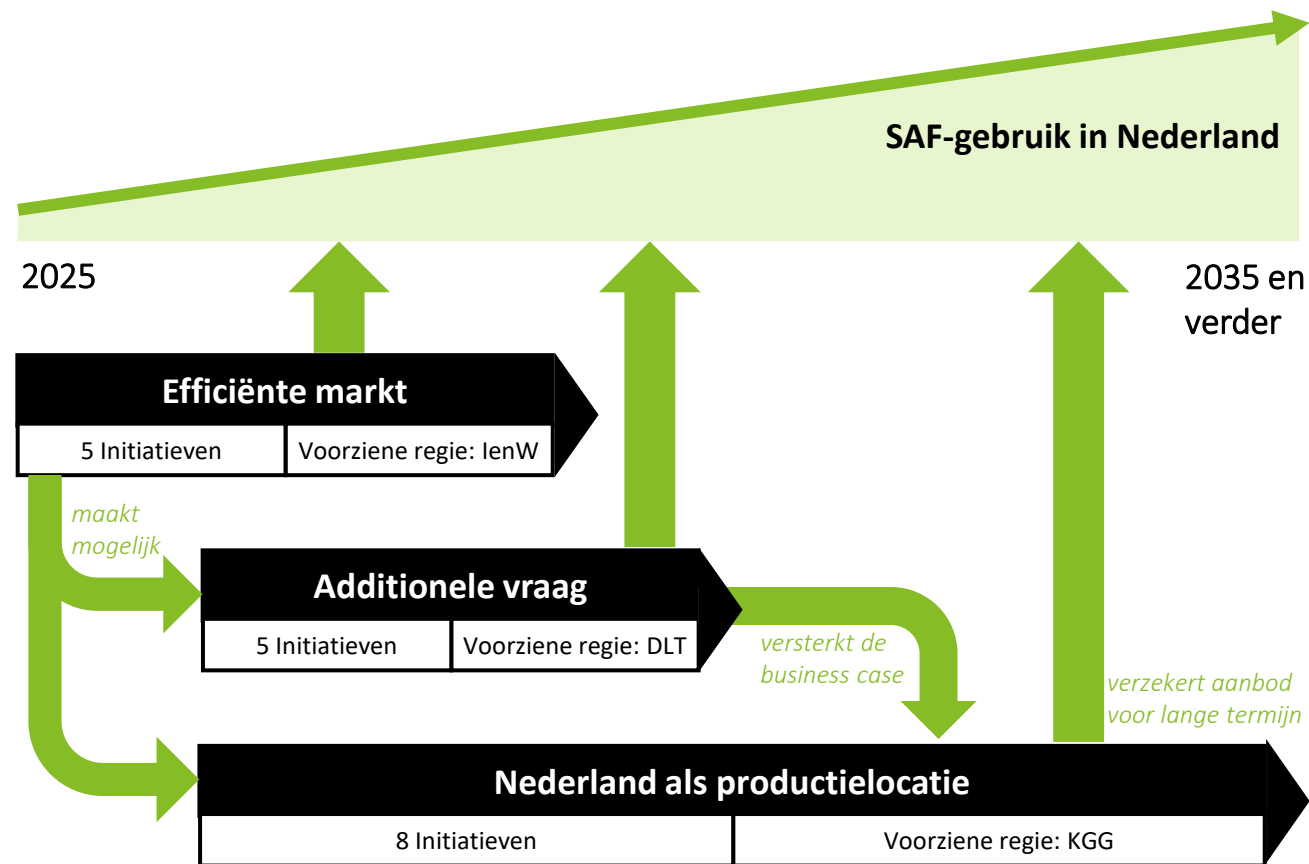 SAF-gebruik in Nederland
2025
2035 en
verder
Efficiënte markt
5 Initiatieven
Voorziene regie: IenW
maakt
mogelijk
Additionele vraag
5 Initiatieven
Voorziene regie: DLT
versterkt de
business case
verzekert aanbod
voor lange termijn
Nederland als productielocatie
8 Initiatieven
Voorziene regie: KGG